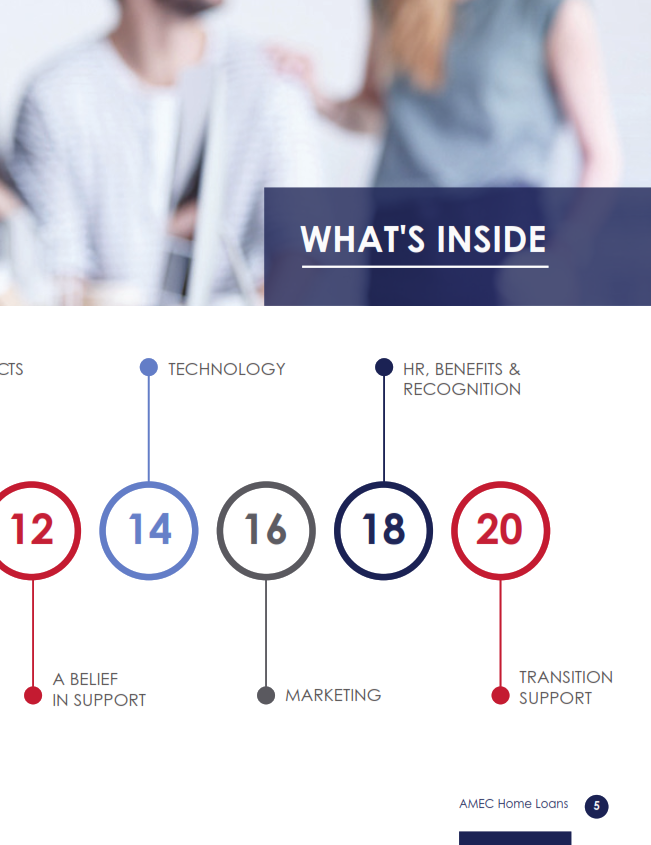 WHAT'S INSIDE
CTS
TECHNOLOGY
HR, BENEFITS &
RECOGNITION
12
14
16
18
20
A BELIEF
IN SUPPORT
MARKETING
TRANSITION
SUPPORT
AMEC Home Loans
5